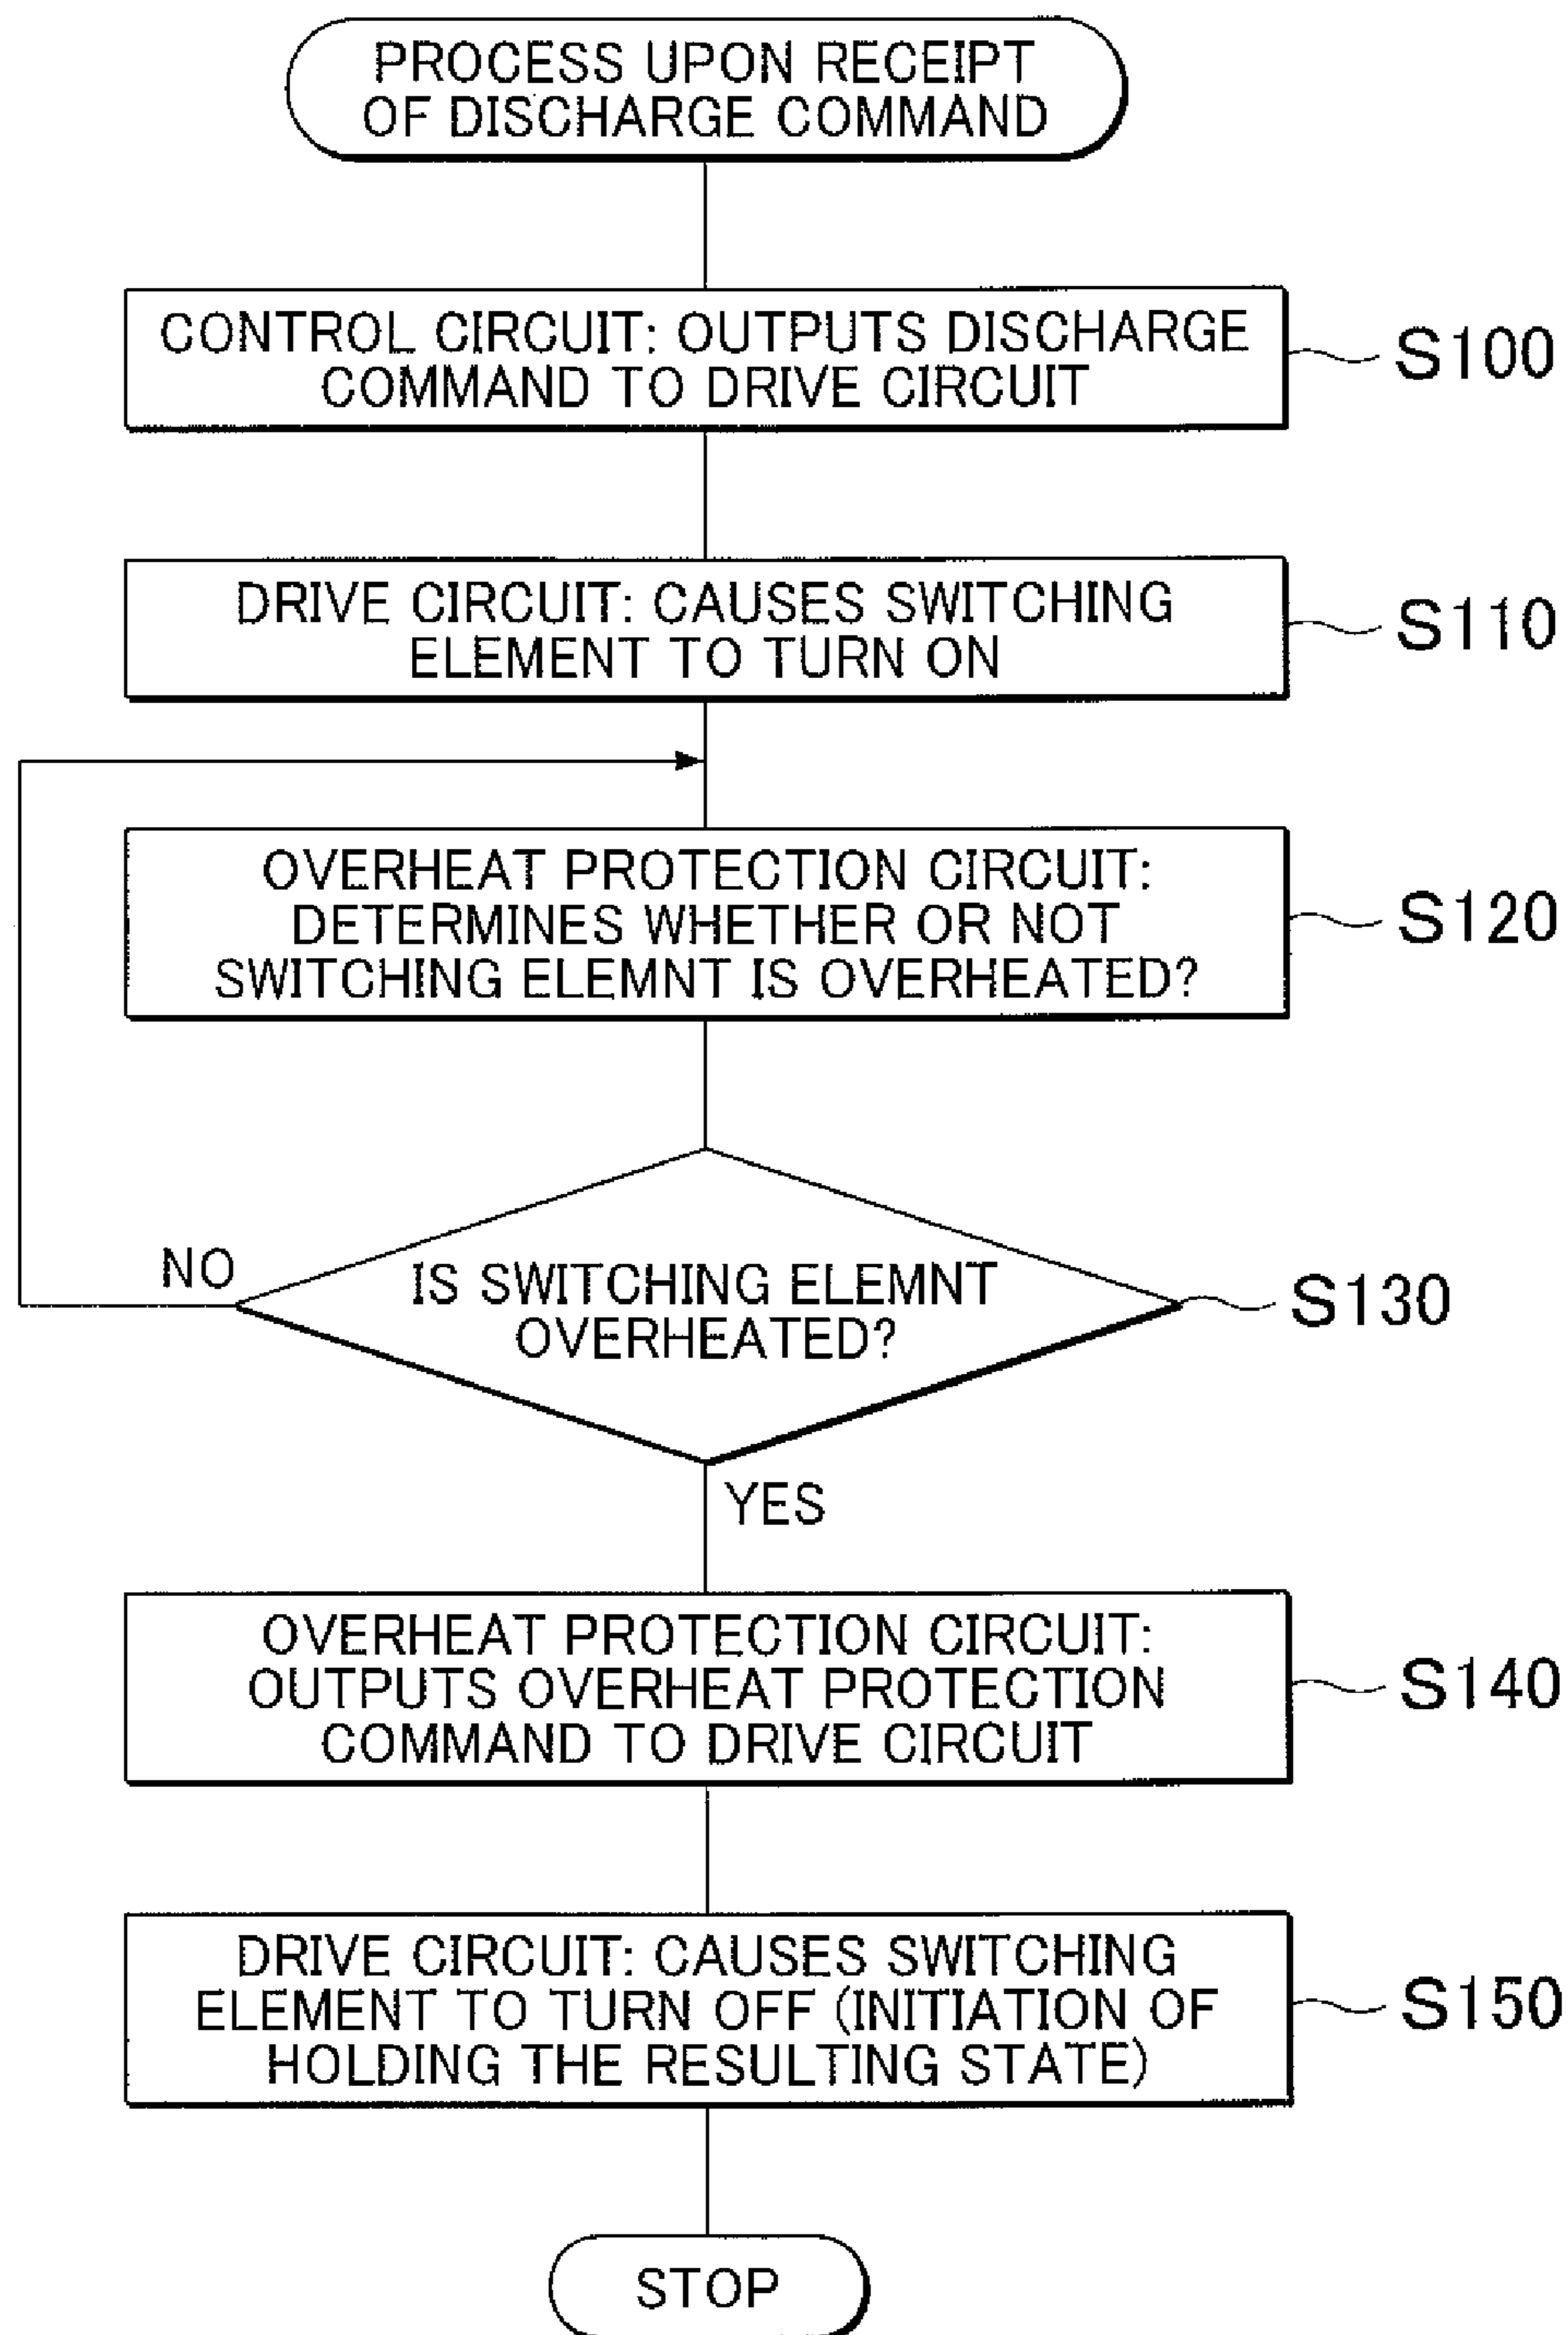 PROCESS UPON RECEIPT
OF DISCHARGE COMMAND
CONTROL CIRCUIT: OUTPUTS DISCHARGE
COMMAND TO DRIVE CIRCUIT
S100
DRIVE CIRCUIT: CAUSES SWITCHING
ELEMENT TO TURN ON
S110
OVERHEAT PROTECTION CIRCUIT:
DETERMINES WHETHER OR NOT
SWITCHING ELEMNT IS OVERHEATED?
S120
NO
IS SWITCHING ELEMNT
OVERHEATED?
S130
YES
OVERHEAT PROTECTION CIRCUIT:
OUTPUTS OVERHEAT PROTECTION
COMMAND TO DRIVE CIRCUIT
S140
DRIVE CIRCUIT: CAUSES SWITCHING
ELEMENT TO TURN OFF (INITIATION OF
HOLDING THE RESULTING STATE)
S150
STOP